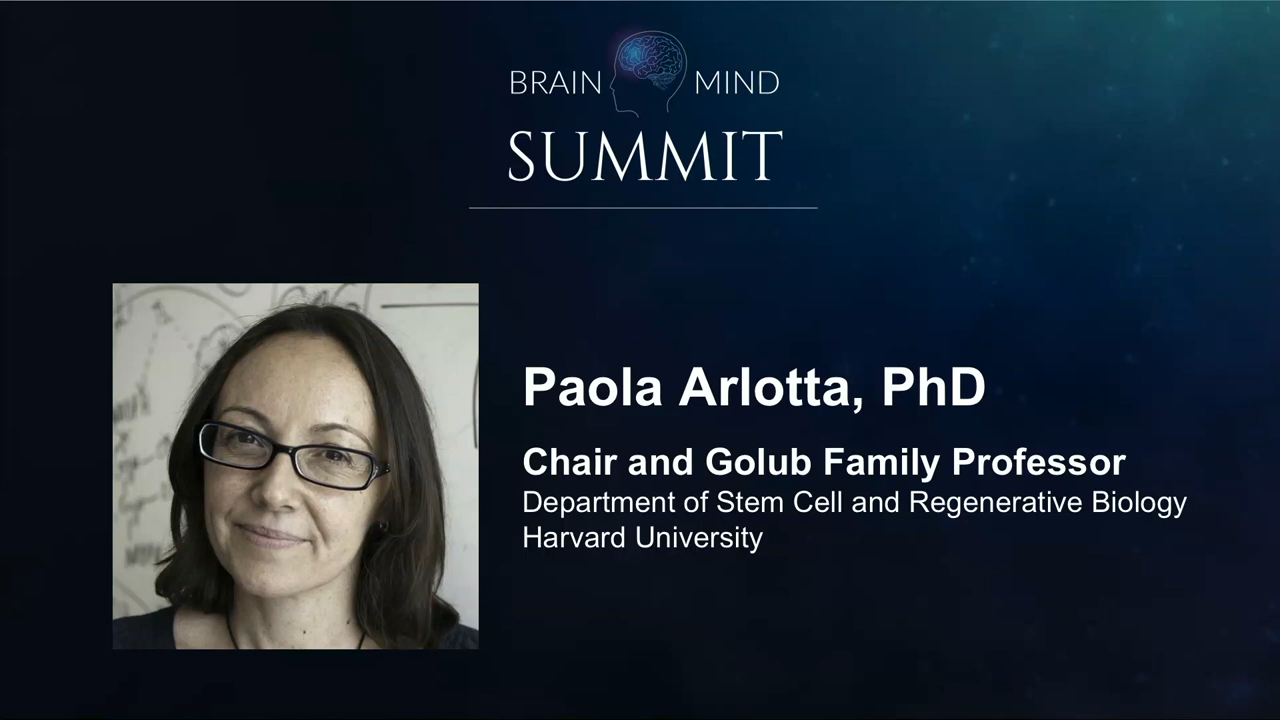 BRAIN MIND
SUMMIT
Paola Arlotta, PhD
Chair and Golub Family Professor
Department of Stem Cell and Regenerative Biology
Harvard University